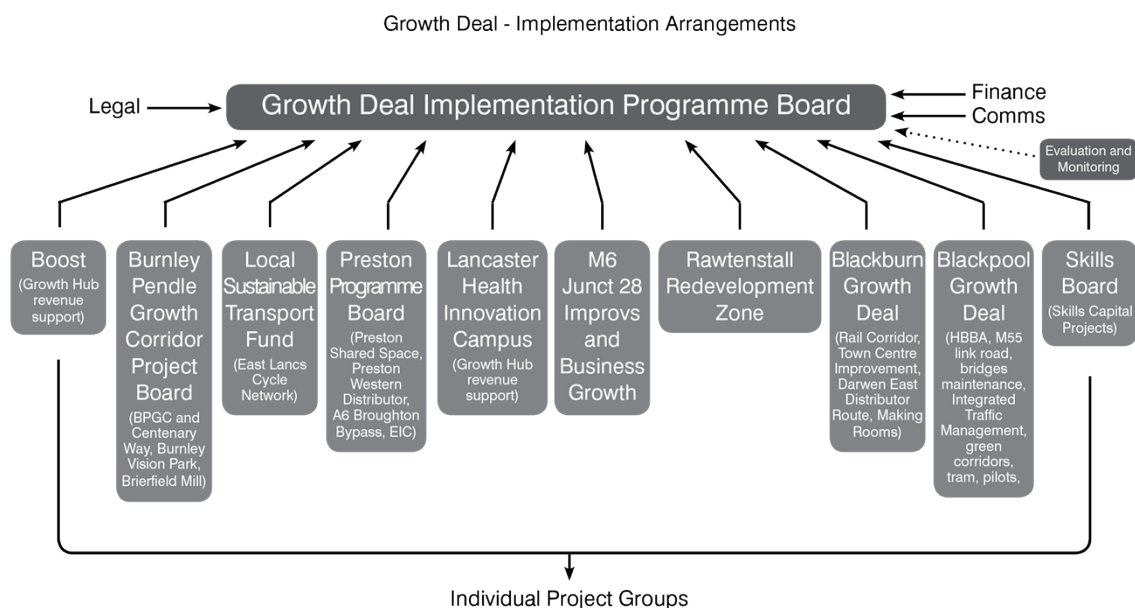 Growth Deal - Implementation Arrangements
Legal
Growth Deal Implementation Programme Board
Finance
Comms
Evaluation and
Monitoring
Boost
(Growth Hub
revenue
support)
Burnley
Pendle
Growth
Corridor
Project
Board
(BPGC and
Centenary
Way, Burnley
Vision Park,
Brierfield Mill)
Local
Sustainable
Transport
Fund
(East Lancs
Cycle
Network)
Preston
Programme
Board
(Preston
Shared Space,
Preston
Western
Distributor,
A6 Broughton
Bypass, EIC)
Lancaster
Health
Innovation
Campus
(Growth Hub
revenue
support)
M6
Junct 28
Improvs
and
Business
Growth
Rawtenstall
Redevelopment
Zone
Blackburn
Growth
Deal
(Rail Corridor,
Town Centre
Improvement,
Darwen East
Distributor
Route, Making
Rooms)
Blackpool
Growth
Deal
(HBBA, M55
link road,
bridges
maintenance,
Integrated
Traffic
Management,
green
corridors,
tram, pilots,
Skills
Board
(Skills Capital
Projects)
Individual Project Groups